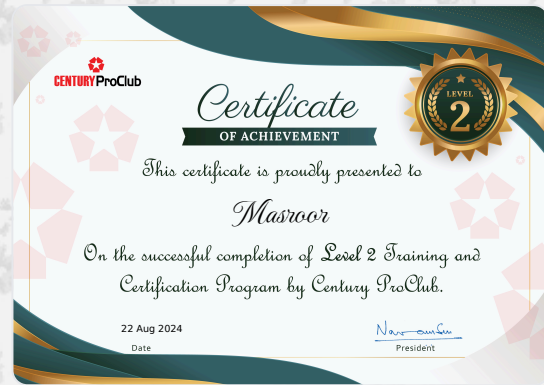 CENTURY ProClub
LEVEL
2
Certificate
OF ACHIEVEMENT
This certificate is proudly presented to
Masroor
On the successful completion of Level 2 Training and
Certification Program by Century ProClub.
22 Aug 2024
Date
President